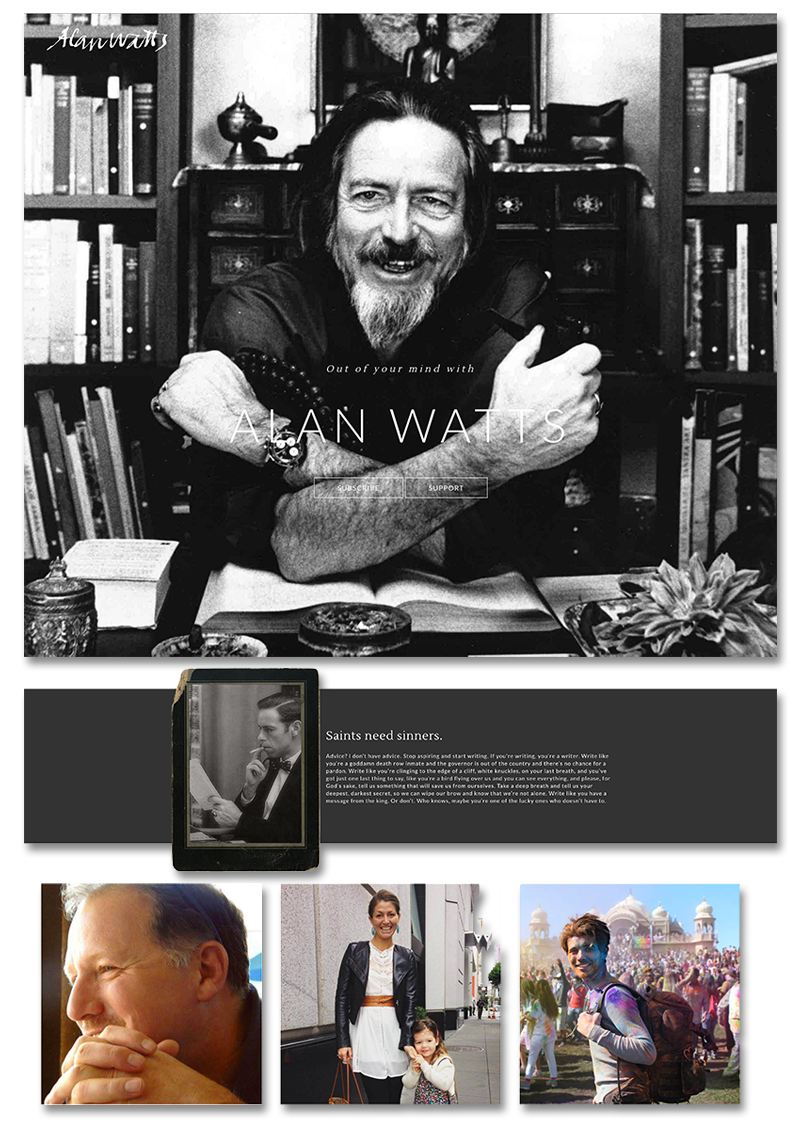 Alan Watts
Out of your mind with
ALAN WATTS
SUBSCRIBE
SUPPORT
Saints need sinners.
Advice? I don't have advice. Stop aspiring and start writing. If you're writing, you're a writer. Write like
you're a goddamn death row inmate and the governor is out of the country and there's no chance for a
pardon. Write like you're clinging to the edge of a cliff, white knuckles, on your last breath, and you've
got just one last thing to say, like you're a bird flying over us and you can see everything, and please, for
God's sake, tell us something that will save us from ourselves. Take a deep breath and tell us your
deepest, darkest secret, so we can wipe our brow and know that we're not alone. Write like you have a
message from the king. Or don't. Who knows, maybe you're one of the lucky ones who doesn't have to.